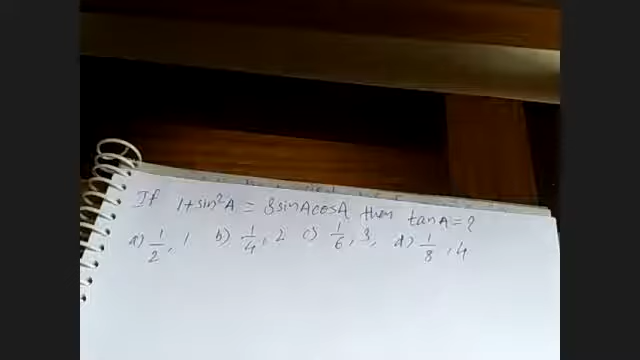 If 1+sin²A = 8sinAcosA then tanA=?
a) 1/2, 1 b) 1/4, 2 c) 1/6, 3, d) 1/8, 4